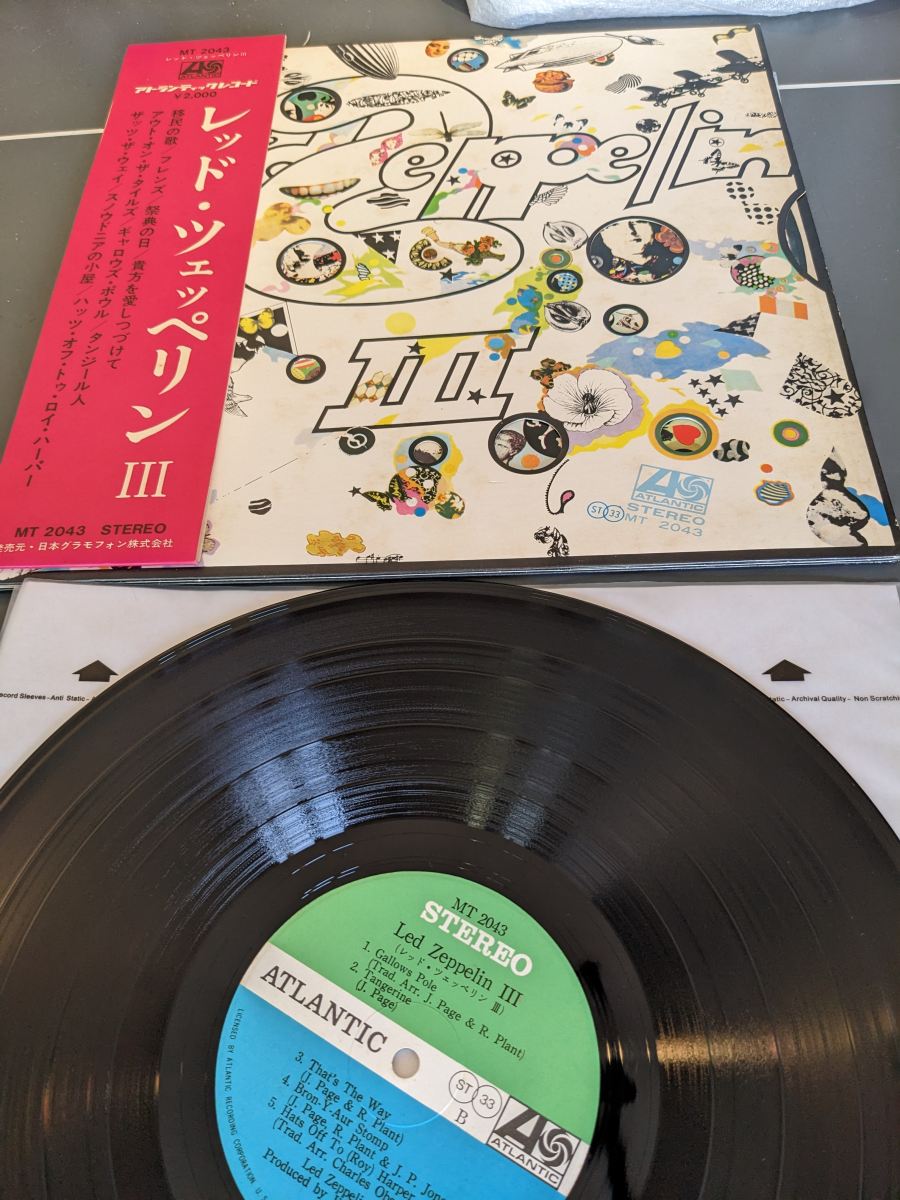 MT 2043
レッド・ツェッペリンⅢ
ATLANTIC
アトランティックレコード
¥2,000
レッド・ツェッペリン III
移民の歌/フレンズ/祭典の日/貴方を愛しつづけて
アウト・オン・ザ・タイルズ/ギャロウズ・ポウル/タンジール人
ザッツ・ザ・ウェイ/スノウドニアの小屋/ハッツ・オフ・トゥ・ロイ・ハーパー
MT 2043 STEREO
発売元・日本グラモフォン株式会社
Zeppelin
III
ATLANTIC
ST 33 STEREO
MT 2043
Record Sleeves-Anti Static-
Static- Archival Quality- Non Scratching
MT 2043
STEREO
Led Zeppelin III
(レッド・ツェッペリン Ⅲ)
1. Gallows Pole
(Trad. Arr. J. Page & R. Plant)
2. Tangerine
(J. Page)
ATLANTIC
ST 33
B
ATLANTIC
3. That's The Way
(J. Page & R. Plant)
4. Bron-Y-Aur Stomp
(J. Page, R. Plant & J. P. Jon
5. Hats Off To (Roy) Harper
(Trad. Arr. Charles Ob
Led Zeppel
Produced by
LICENSED BY ATLANTIC RECORDING CORPORATION U.S.